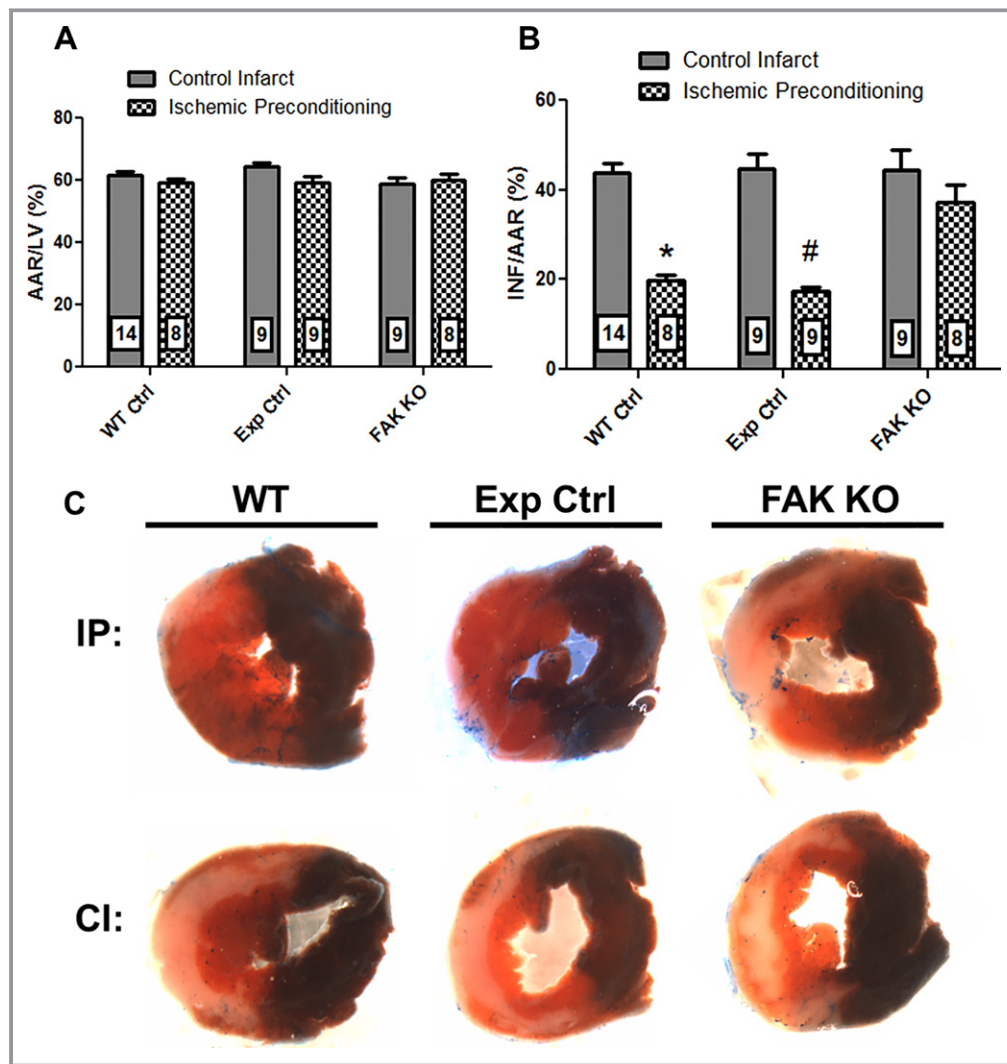 A
Control Infarct
Ischemic Preconditioning
AAR/LV (%)
80
60
40
20
0
14
8
9
9
9
8
WT Ctrl
Exp Ctrl
FAK KO
B
Control Infarct
Ischemic Preconditioning
INF/AAR (%)
60
40
20
0
*
#
14
8
9
9
9
8
WT Ctrl
Exp Ctrl
FAK KO
C
WT
Exp Ctrl
FAK KO
IP:
CI: